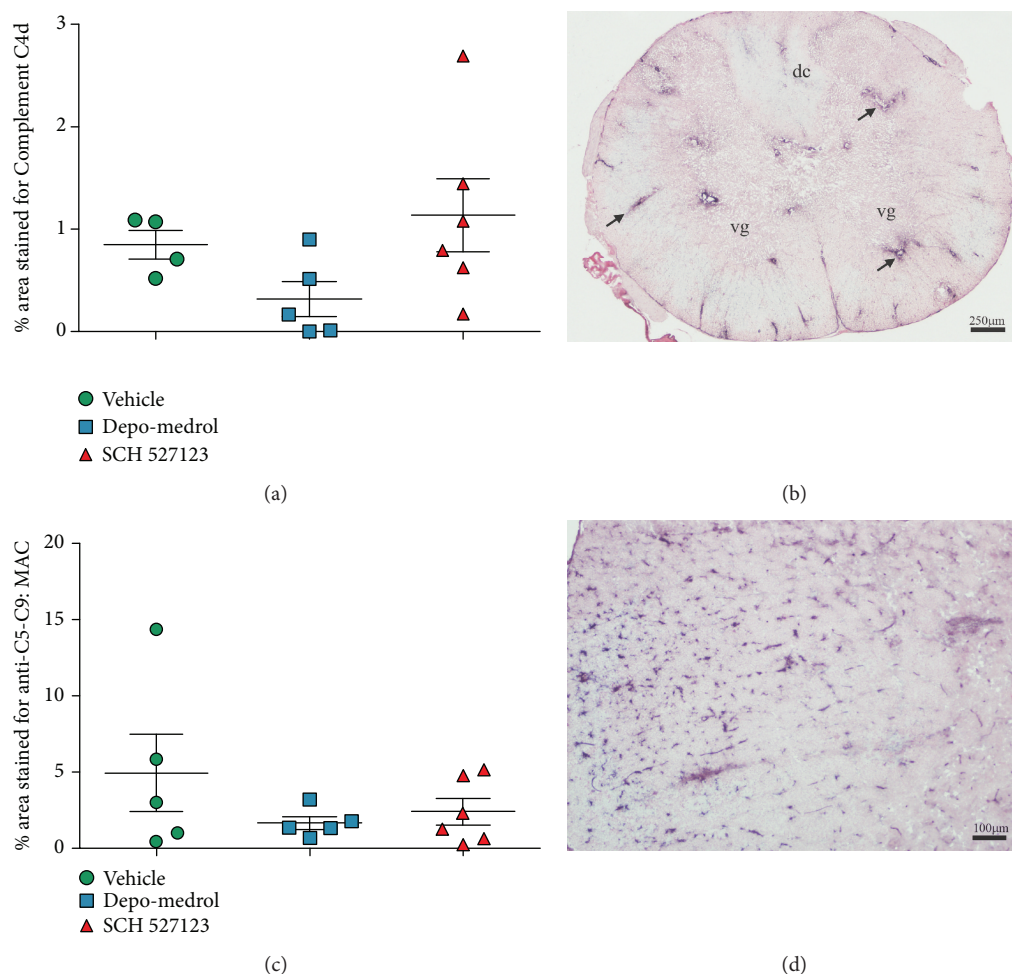 % area stained for Complement C4d
3
2
1
0
Vehicle
Depo-medrol
SCH 527123
(a)
dc
vg
vg
250µm
(b)
% area stained for anti-C5-C9: MAC
20
15
10
5
0
Vehicle
Depo-medrol
SCH 527123
(c)
100µm
(d)